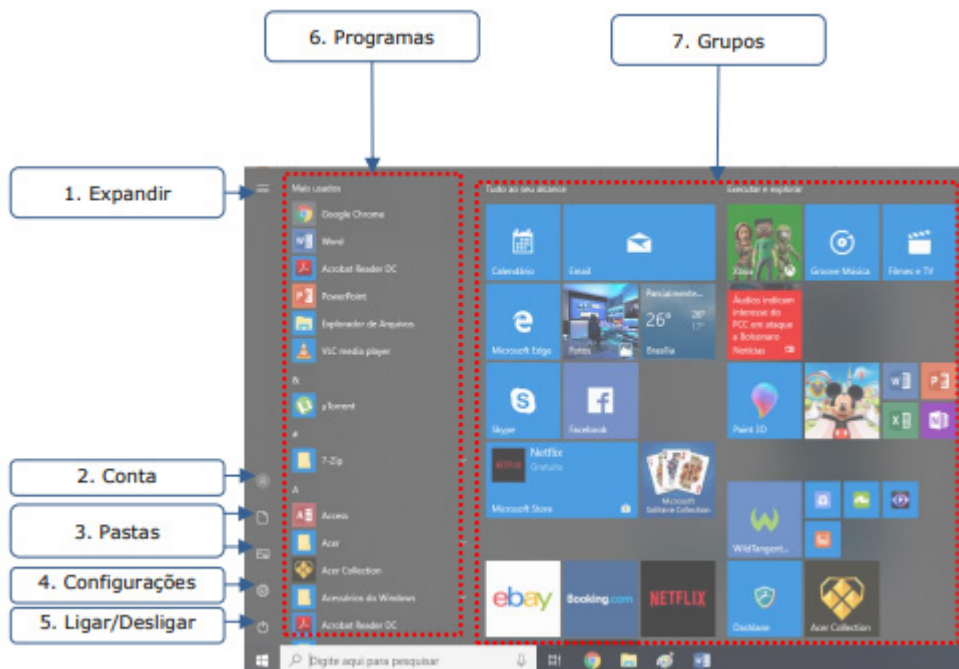 6. Programas
7. Grupos
1. Expandir
2. Conta
3. Pastas
4. Configurações
5. Ligar/Desligar
Mais usados
Google Chrome
Word
Acrobat Reader DC
PowerPoint
Explorador de Arquivos
VLC media player
&
µTorrent
#
7-Zip
A
Access
Acer
Acer Collection
Acessórios do Windows
Acrobat Reader DC
Tudo ao seu alcance
Executar e explorar
Calendário
Email
Xbox
Groove Música
Filmes e TV
Microsoft Edge
Fotos
Parcialmente...
26°
26°
17°
Brasília
Áudios indicam
interesse do
PCC em ataque
a Bolsonaro
Notícias
Skype
Facebook
Paint 3D
NETFLIX
Netflix
Gratuito
Microsoft Store
Microsoft
Solitaire Collection
WildTangent...
ebay
Booking.com
NETFLIX
Dashlane
Acer Collection
Digite aqui para pesquisar